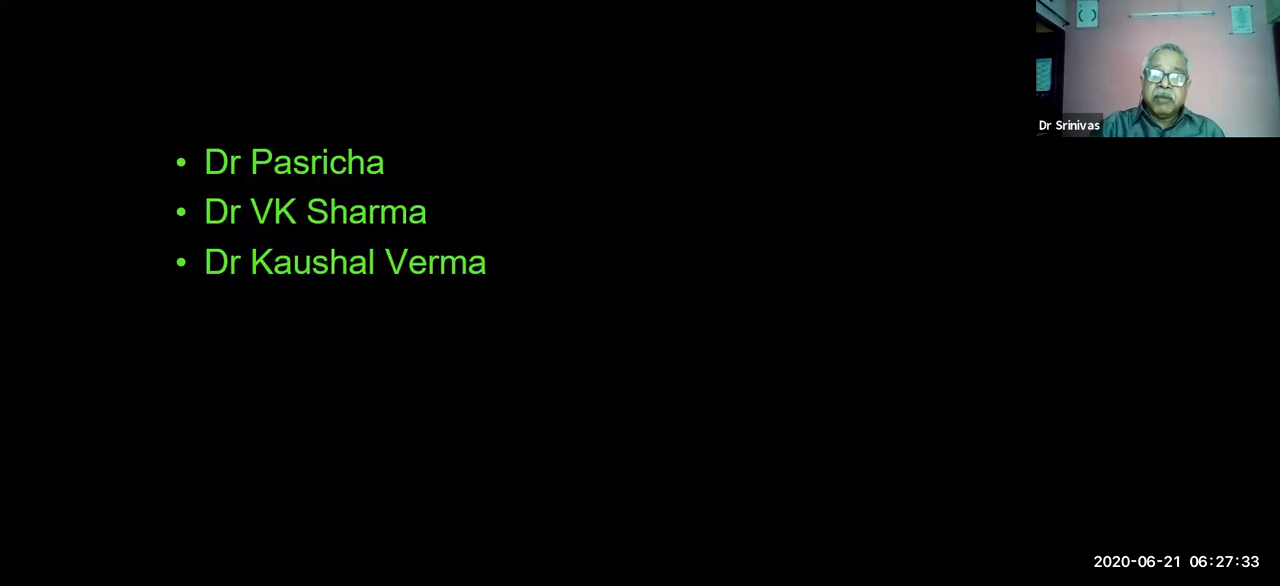 • Dr Pasricha
• Dr VK Sharma
• Dr Kaushal Verma
Dr Srinivas
2020-06-21 06:27:33